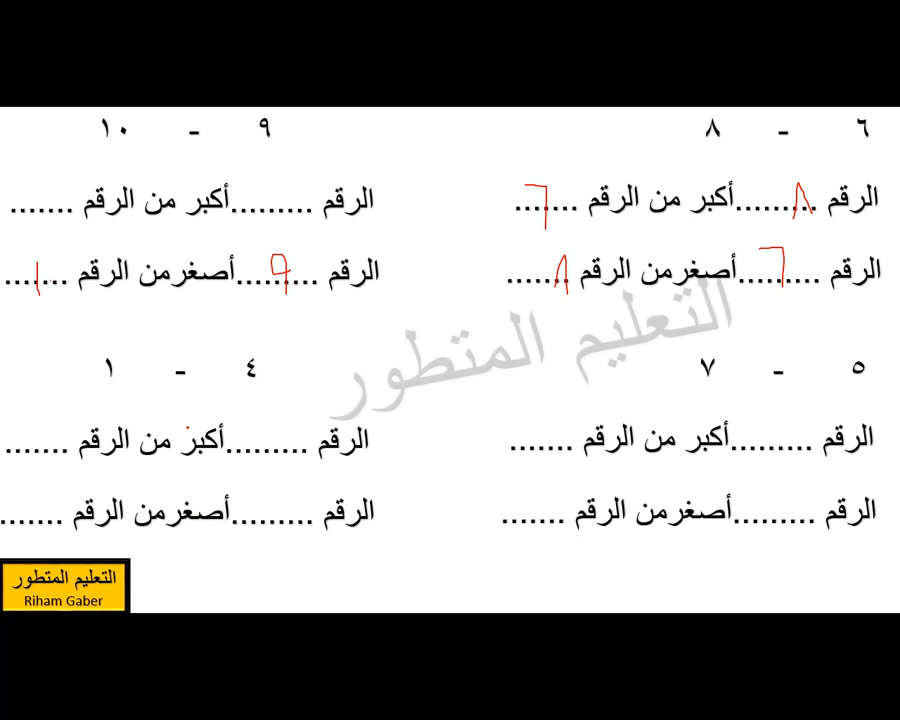 ٦ - ٨
الرقم ...٨......أكبر من الرقم ...٦....
الرقم ....٦.....أصغرمن الرقم .٨......
٩ - ١٠
الرقم .........أكبر من الرقم .......
الرقم ....٩.....أصغرمن الرقم ...١....
٥ - ٧
الرقم .........أكبر من الرقم .......
الرقم .........أصغرمن الرقم .......
٤ - ١
الرقم .........أكبر من الرقم .......
الرقم .........أصغرمن الرقم .......
التعليم المتطور
التعليم المتطور
Riham Gaber